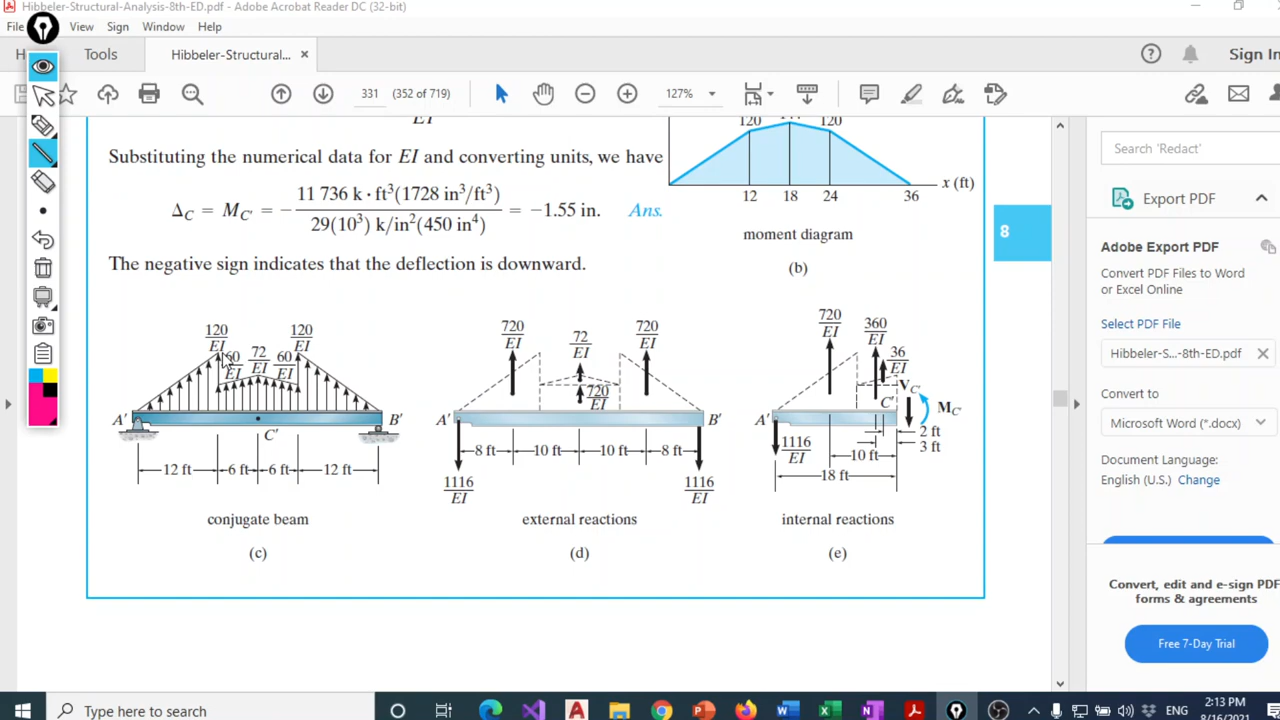 Hibbeler-Structural-Analysis-8th-ED.pdf - Adobe Acrobat Reader DC (32-bit)
File View Sign Window Help
Tools Hibbeler-Structural... ×
Sign In
331 (352 of 719) 127%
EI
120 120
Substituting the numerical data for EI and converting units, we have
Δ_C = M_C′ = − 11 736 k · ft³(1728 in³/ft³) / 29(10³) k/in²(450 in⁴) = −1.55 in. Ans.
x (ft)
12 18 24 36
moment diagram
(b)
The negative sign indicates that the deflection is downward.
120/EI 60/EI 72/EI 60/EI 120/EI
A′ B′
C′
12 ft 6 ft 6 ft 12 ft
conjugate beam
(c)
720/EI 72/EI 720/EI
720/EI
A′ B′
8 ft 10 ft 10 ft 8 ft
1116/EI 1116/EI
external reactions
(d)
720/EI 360/EI 36/EI
V_C′
M_C′
A′ C′
1116/EI
2 ft
3 ft
10 ft
18 ft
internal reactions
(e)
8
Search 'Redact'
Export PDF
Adobe Export PDF
Convert PDF Files to Word
or Excel Online
Select PDF File
Hibbeler-S...-8th-ED.pdf ×
Convert to
Microsoft Word (*.docx)
Document Language:
English (U.S.) Change
Convert, edit and e-sign PDF
forms & agreements
Free 7-Day Trial
Type here to search
2:13 PM
8/16/2021